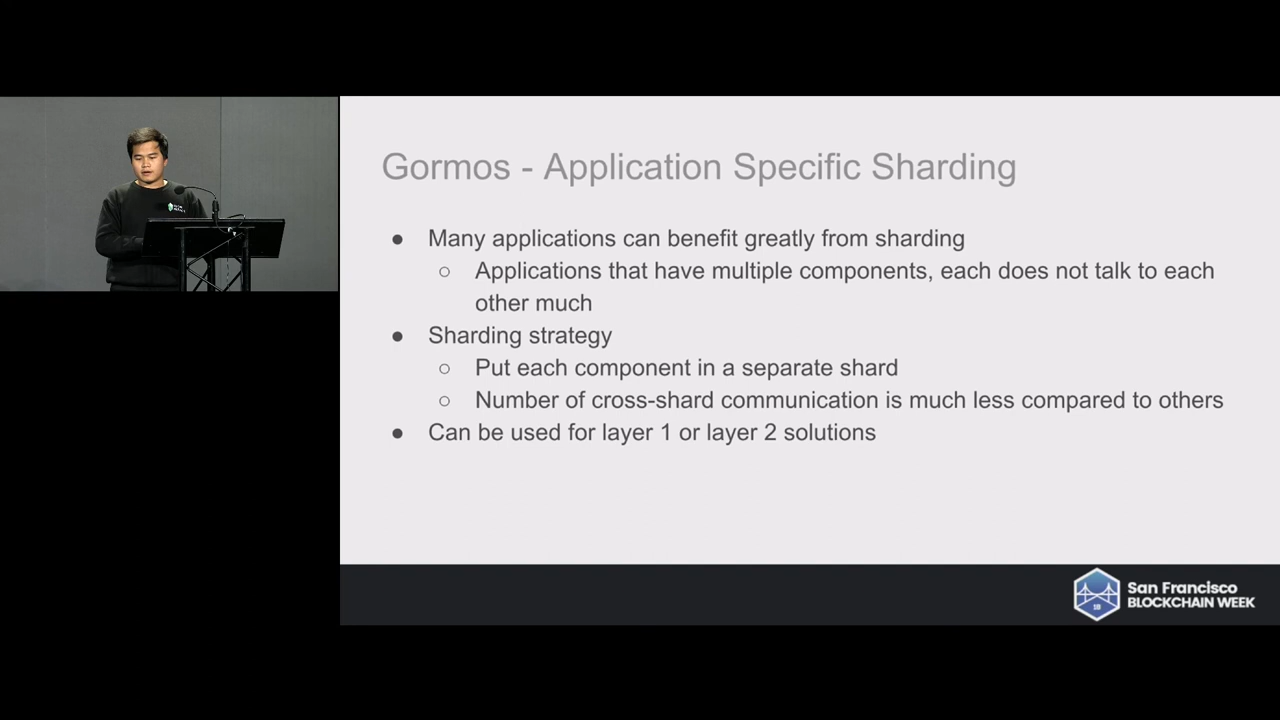 Gormos - Application Specific Sharding
● Many applications can benefit greatly from sharding
○ Applications that have multiple components, each does not talk to each
other much
● Sharding strategy
○ Put each component in a separate shard
○ Number of cross-shard communication is much less compared to others
● Can be used for layer 1 or layer 2 solutions
18
San Francisco
BLOCKCHAIN WEEK